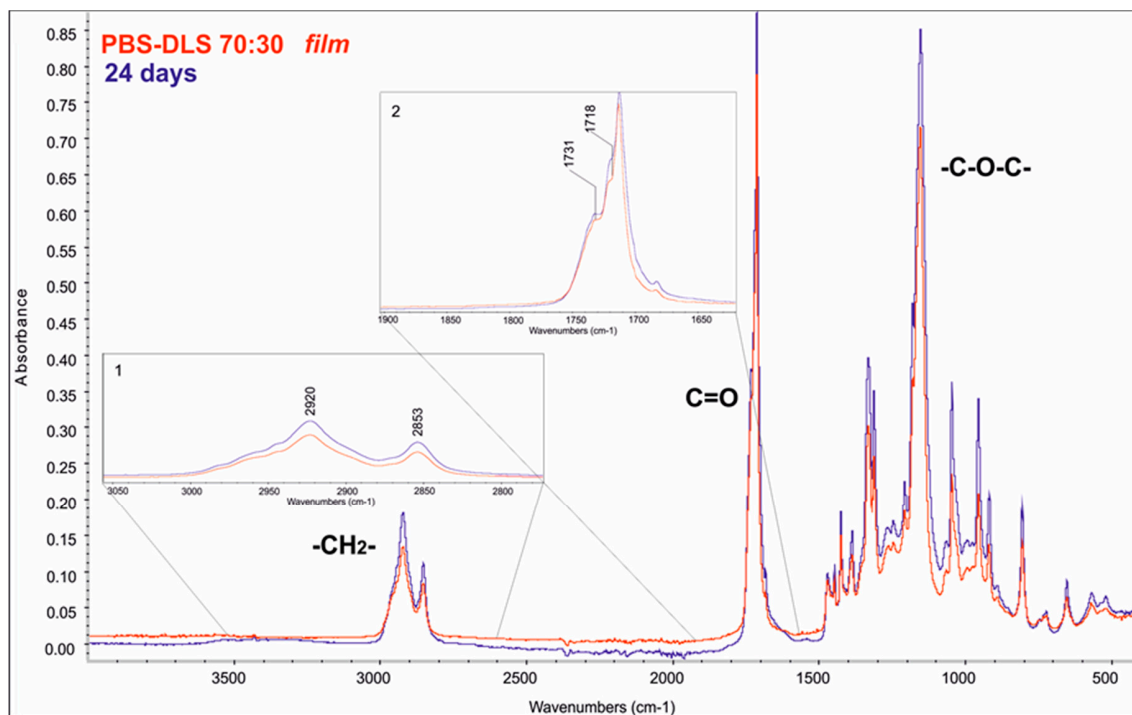 PBS-DLS 70:30 film
24 days
0.85
0.80
0.75
0.70
0.65
0.60
0.55
0.50
0.45
0.40
0.35
0.30
0.25
0.20
0.15
0.10
0.05
0.00
Absorbance
2
1731
1718
1900 1850 1800 1750 1700 1650
Wavenumbers (cm-1)
-C-O-C-
1
2920
2853
3050 3000 2950 2900 2850 2800
Wavenumbers (cm-1)
C=O
-CH2-
3500 3000 2500 2000 1500 1000 500
Wavenumbers (cm-1)